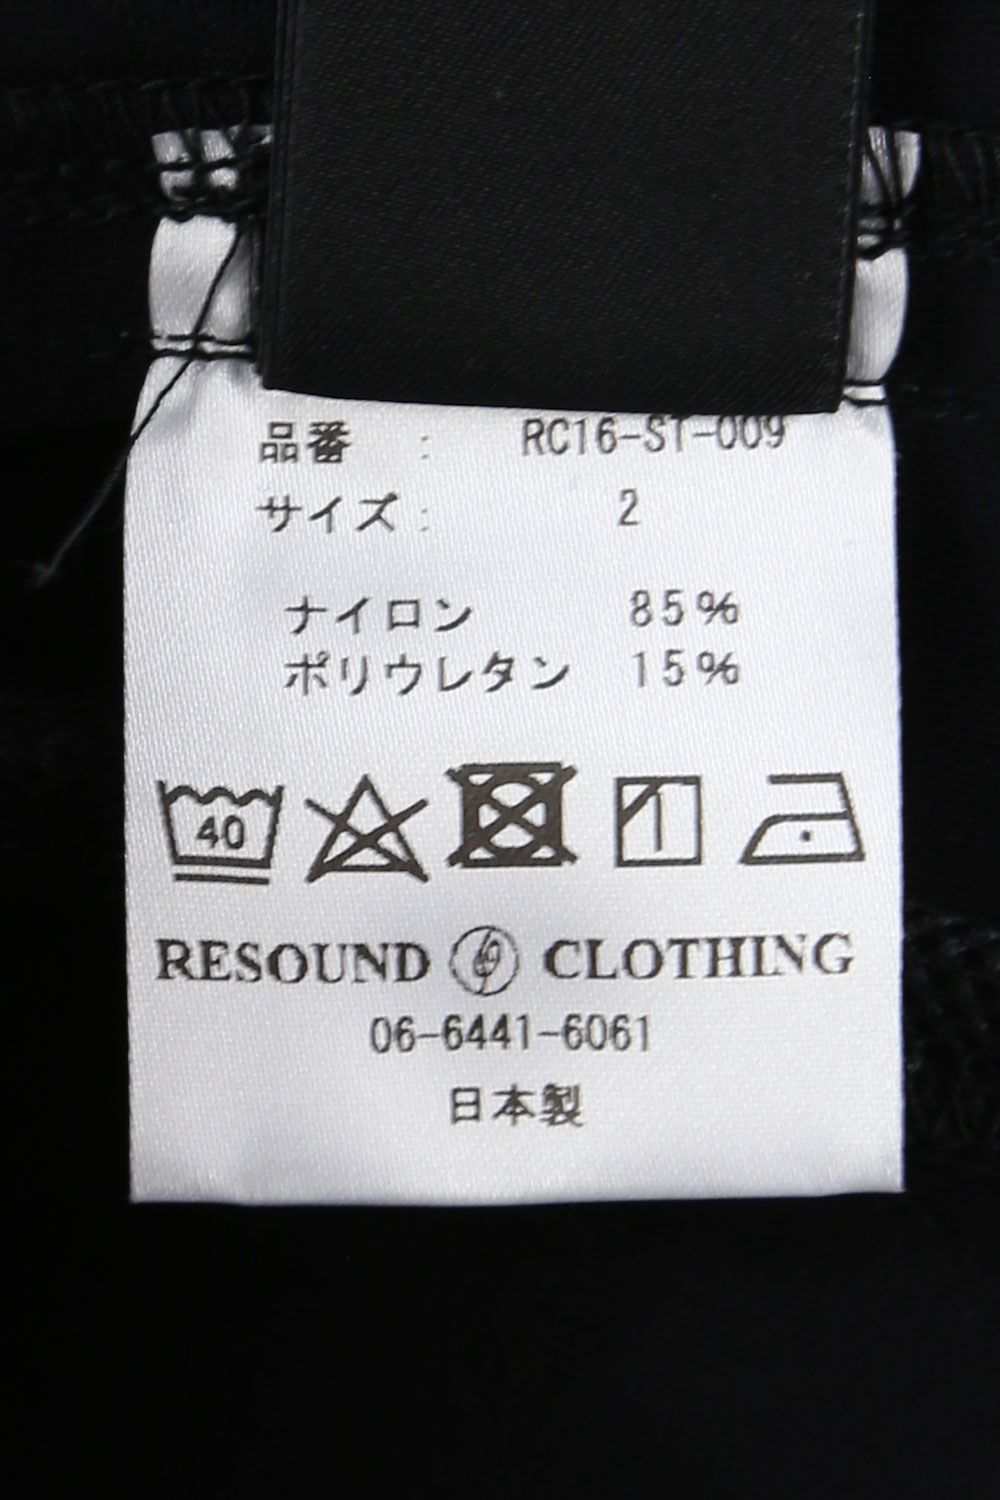 品番 : RC16-ST-009
サイズ : 2
ナイロン 85%
ポリウレタン 15%
40
RESOUND CLOTHING
06-6441-6061
日本製